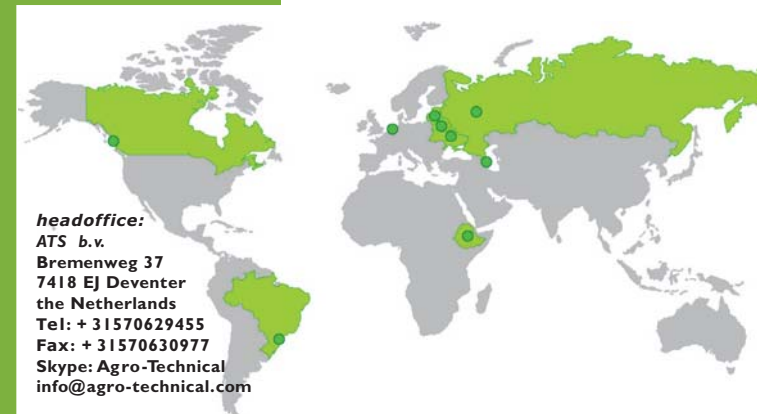 headoffice:
ATS b.v.
Bremenweg 37
7418 EJ Deventer
the Netherlands
Tel: + 31570629455
Fax: + 31570630977
Skype: Agro-Technical
info@agro-technical.com